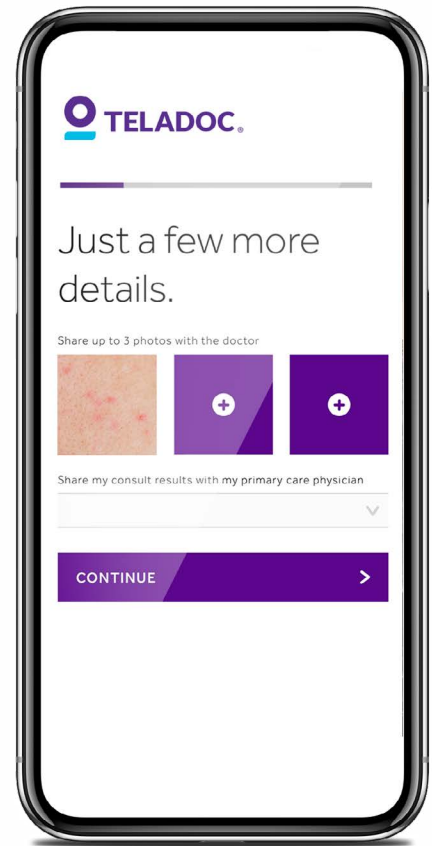 TELADOC®
Just a few more
details.
Share up to 3 photos with the doctor
Share my consult results with my primary care physician
CONTINUE